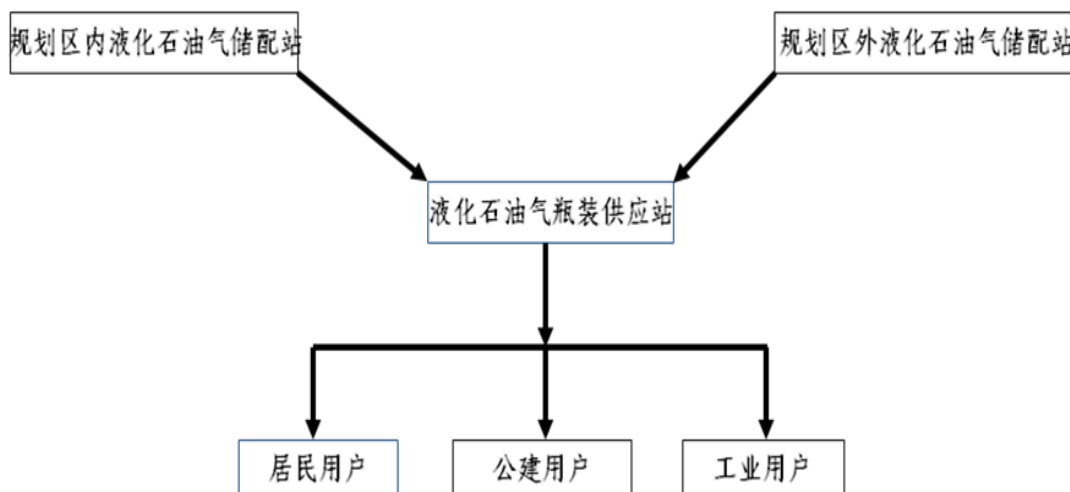 规划区内液化石油气储配站
规划区外液化石油气储配站
液化石油气瓶装供应站
居民用户
公建用户
工业用户